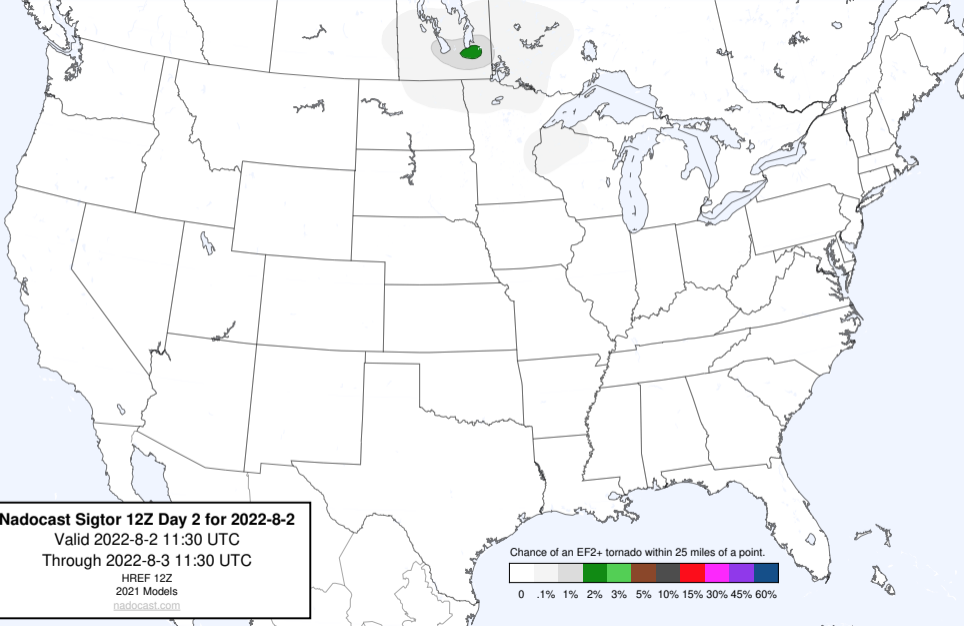 Nadocast Sigtor 12Z Day 2 for 2022-8-2
Valid 2022-8-2 11:30 UTC
Through 2022-8-3 11:30 UTC
HREF 12Z
2021 Models
nadocast.com
Chance of an EF2+ tornado within 25 miles of a point.
0 .1% 1% 2% 3% 5% 10% 15% 30% 45% 60%